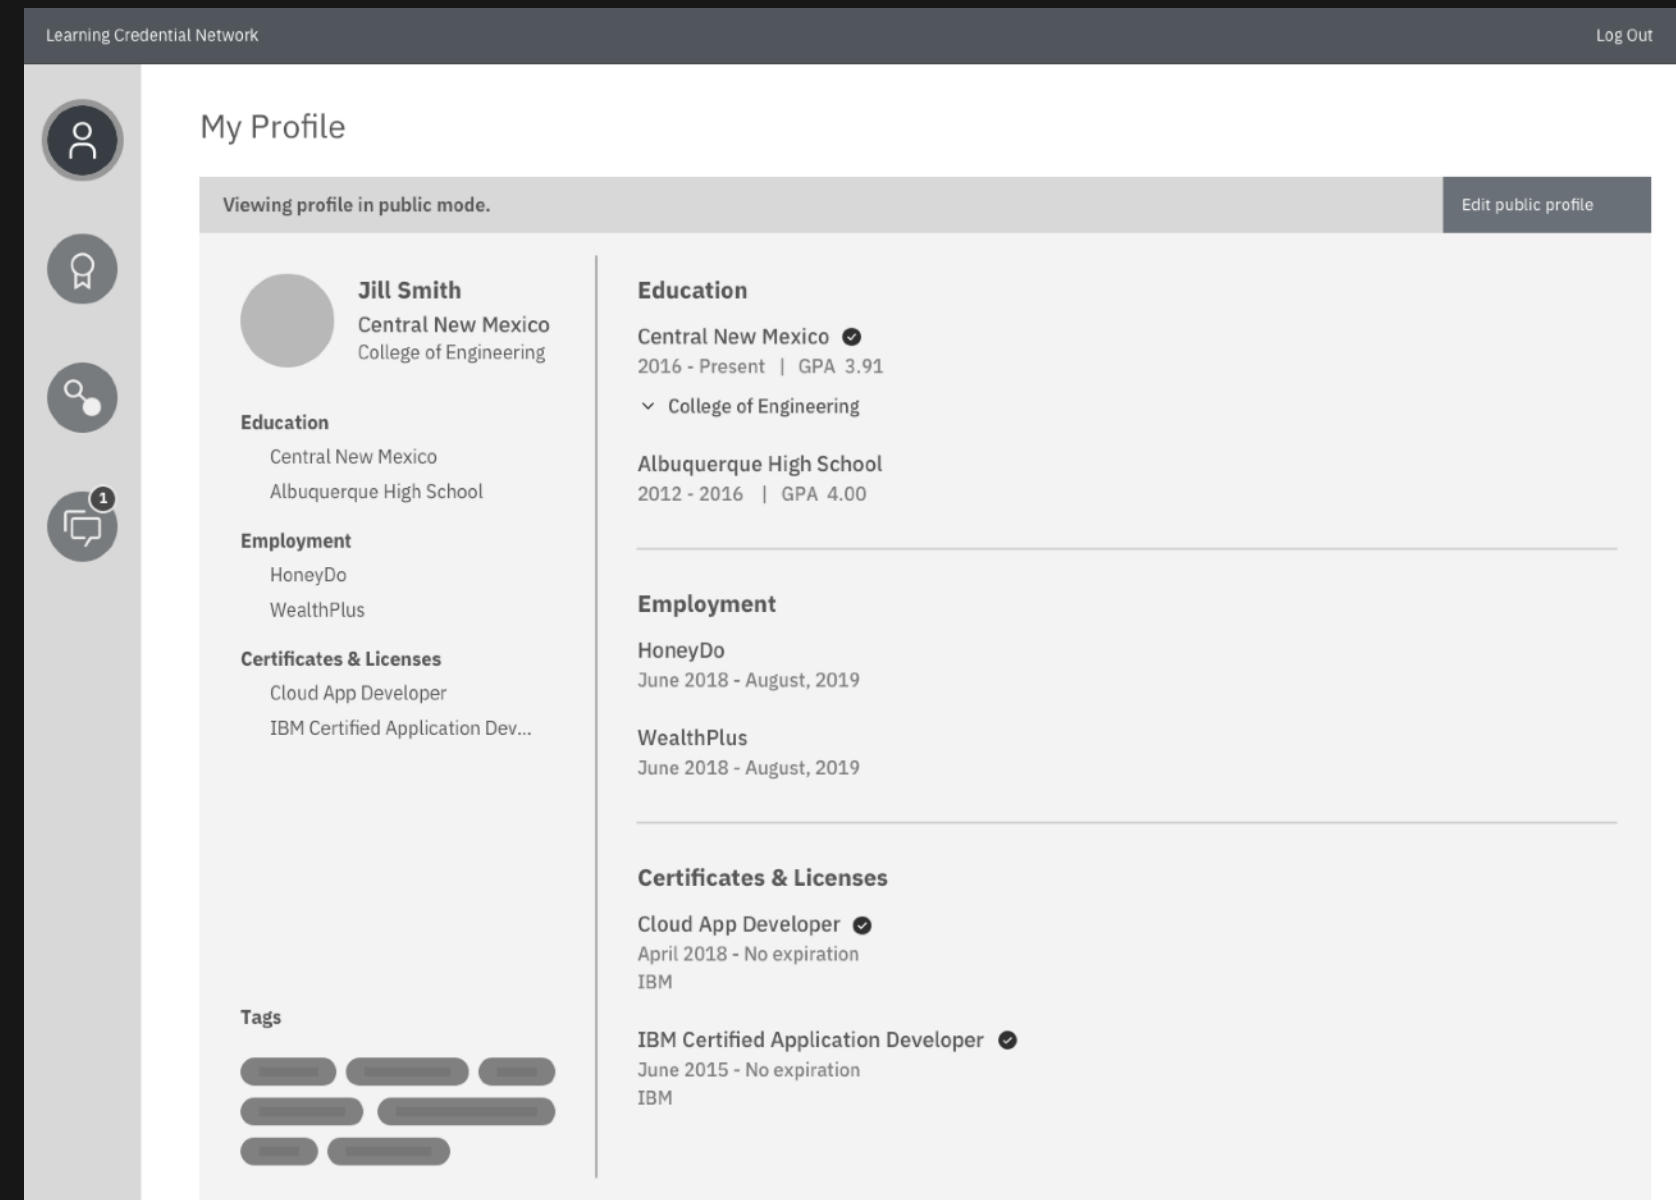 Learning Credential Network
Log Out
My Profile
Viewing profile in public mode.
Edit public profile
1
Jill Smith
Central New Mexico
College of Engineering
Education
Central New Mexico
Albuquerque High School
Employment
HoneyDo
WealthPlus
Certificates & Licenses
Cloud App Developer
IBM Certified Application Dev...
Tags
Education
Central New Mexico
2016 - Present | GPA 3.91
College of Engineering
Albuquerque High School
2012 - 2016 | GPA 4.00
Employment
HoneyDo
June 2018 - August, 2019
WealthPlus
June 2018 - August, 2019
Certificates & Licenses
Cloud App Developer
April 2018 - No expiration
IBM
IBM Certified Application Developer
June 2015 - No expiration
IBM